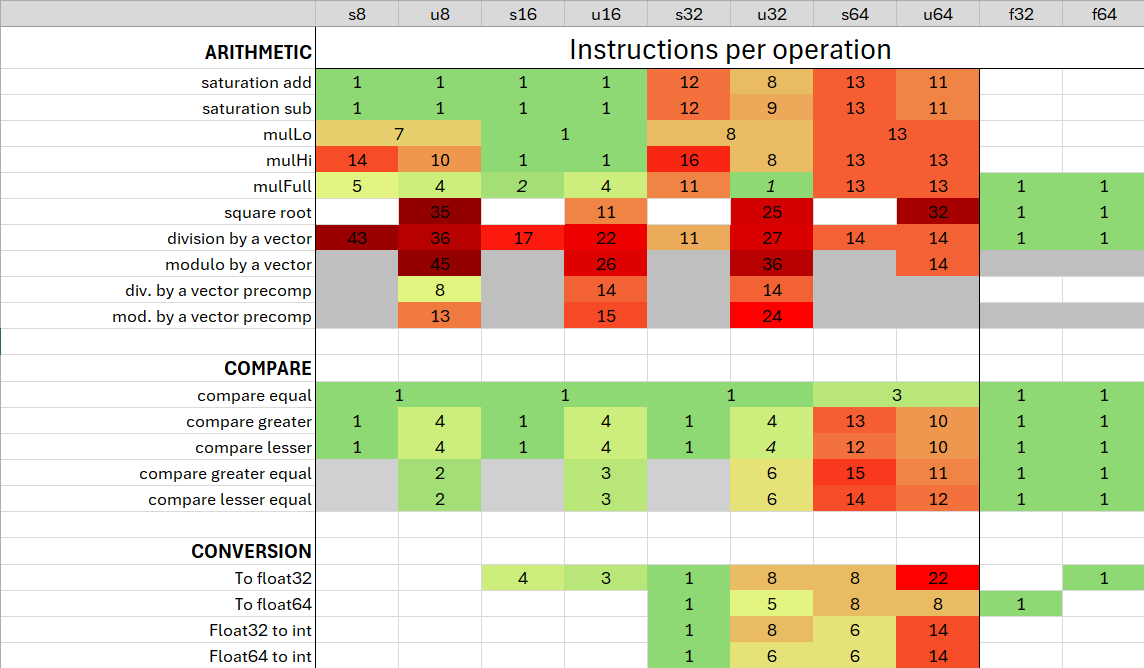 s8 u8 s16 u16 s32 u32 s64 u64 f32 f64
ARITHMETIC Instructions per operation
saturation add 1 1 1 1 12 8 13 11
saturation sub 1 1 1 1 12 9 13 11
mulLo 7 1 8 13
mulHi 14 10 1 1 16 8 13 13
mulFull 5 4 2 4 11 1 13 13 1 1
square root 35 11 25 32 1 1
division by a vector 43 36 17 22 11 27 14 14 1 1
modulo by a vector 45 26 36 14
div. by a vector precomp 8 14 14
mod. by a vector precomp 13 15 24
COMPARE
compare equal 1 1 1 3 1 1
compare greater 1 4 1 4 1 4 13 10 1 1
compare lesser 1 4 1 4 1 4 12 10 1 1
compare greater equal 2 3 6 15 11 1 1
compare lesser equal 2 3 6 14 12 1 1
CONVERSION
To float32 4 3 1 8 8 22 1
To float64 1 5 8 8 1
Float32 to int 1 8 6 14
Float64 to int 1 6 6 14